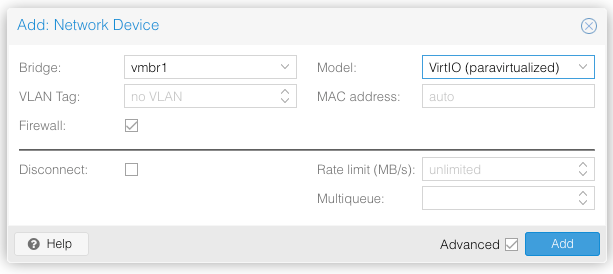 Add: Network Device
Bridge: vmbr1 Model: VirtIO (paravirtualized)
VLAN Tag: no VLAN MAC address: auto
Firewall:
Disconnect: Rate limit (MB/s): unlimited
Multiqueue:
? Help Advanced Add